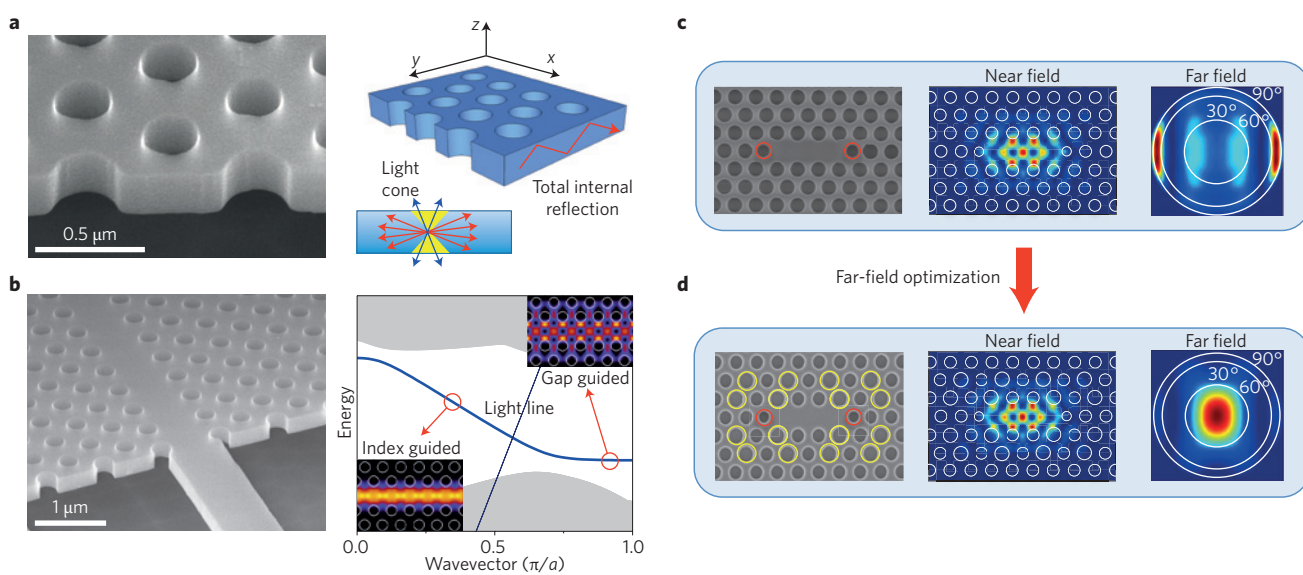 a
z
y
x
Light
cone
Total internal
reflection
0.5 μm
b
1 μm
Energy
Gap guided
Light line
Index guided
0.0
0.5
1.0
Wavevector (π/a)
c
Near field
Far field
90°
30°
60°
Far-field optimization
d
Near field
Far field
90°
30°
60°